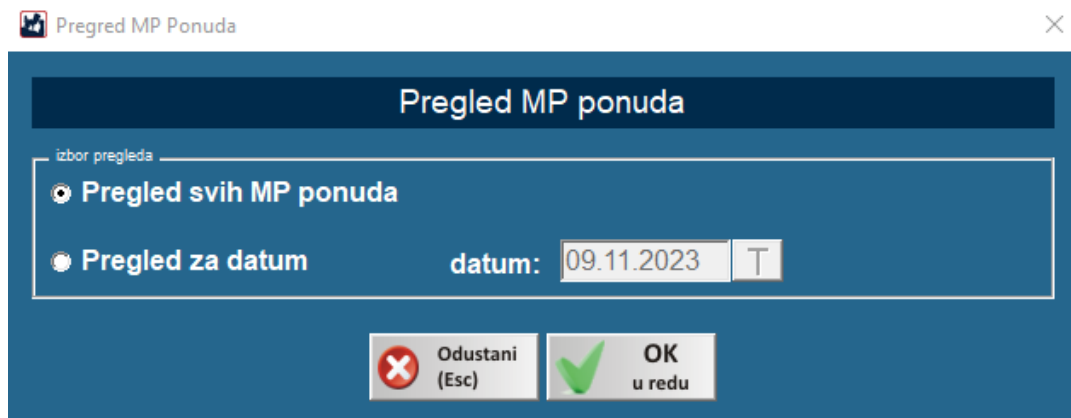 Pregred MP Ponuda
Pregled MP ponuda
izbor pregleda
Pregled svih MP ponuda
Pregled za datum datum: 09.11.2023 T
Odustani
(Esc)
OK
u redu